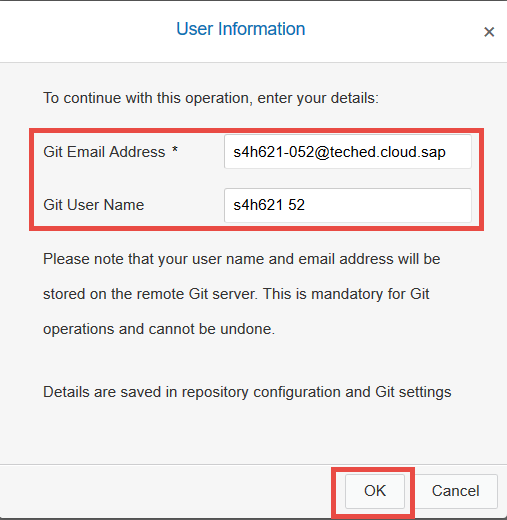 User Information
×
To continue with this operation, enter your details:
Git Email Address *
s4h621-052@teched.cloud.sap
Git User Name
s4h621 52
Please note that your user name and email address will be
stored on the remote Git server. This is mandatory for Git
operations and cannot be undone.
Details are saved in repository configuration and Git settings
OK
Cancel